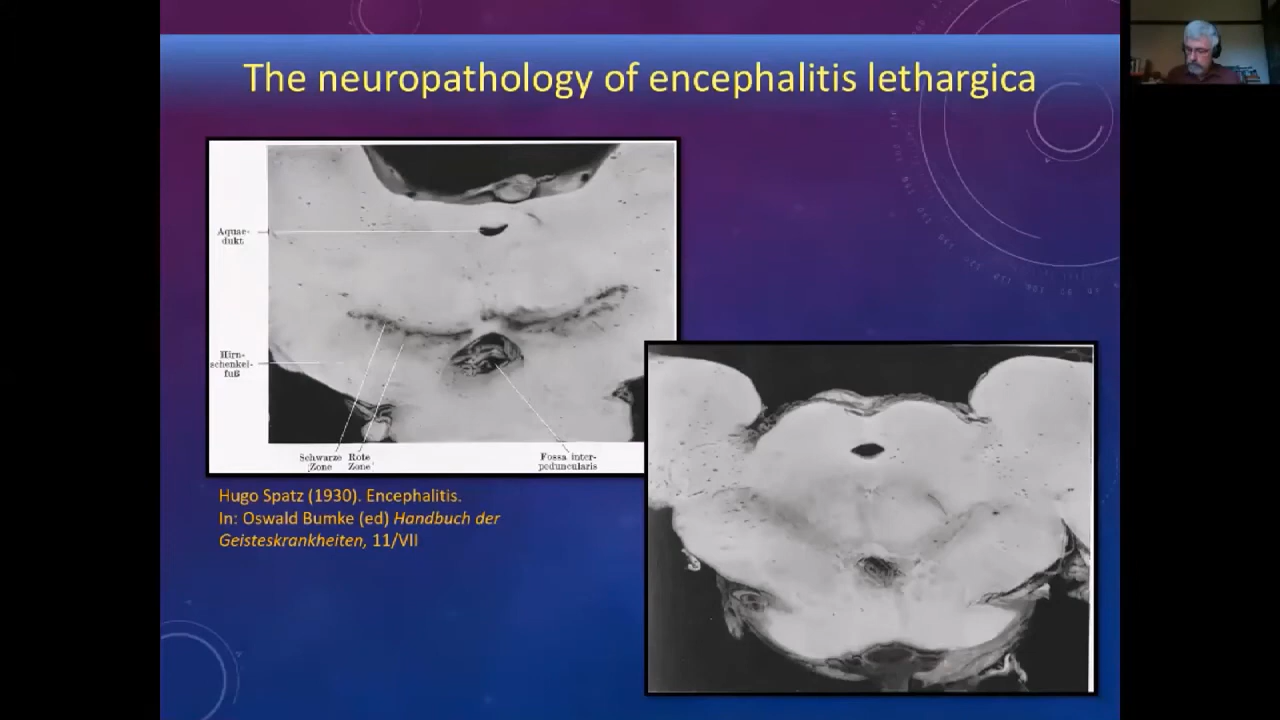 The neuropathology of encephalitis lethargica
Aquae-
dukt
Hirn-
schenkel-
fuß
Schwarze
Zone
Rote
Zone
Fossa inter-
peduncularis
Hugo Spatz (1930). Encephalitis.
In: Oswald Bumke (ed) Handbuch der
Geisteskrankheiten, 11/VII